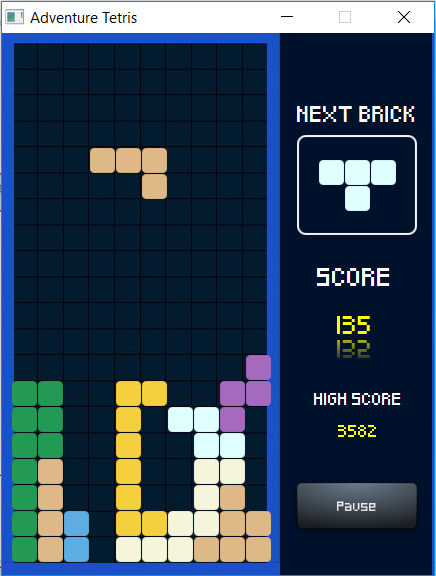 Adventure Tetris
NEXT BRICK
SCORE
135
132
HIGH SCORE
3582
Pause